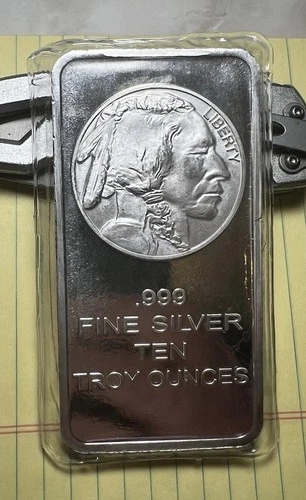 LIBERTY
.999
FINE SILVER
TEN
TROY OUNCES